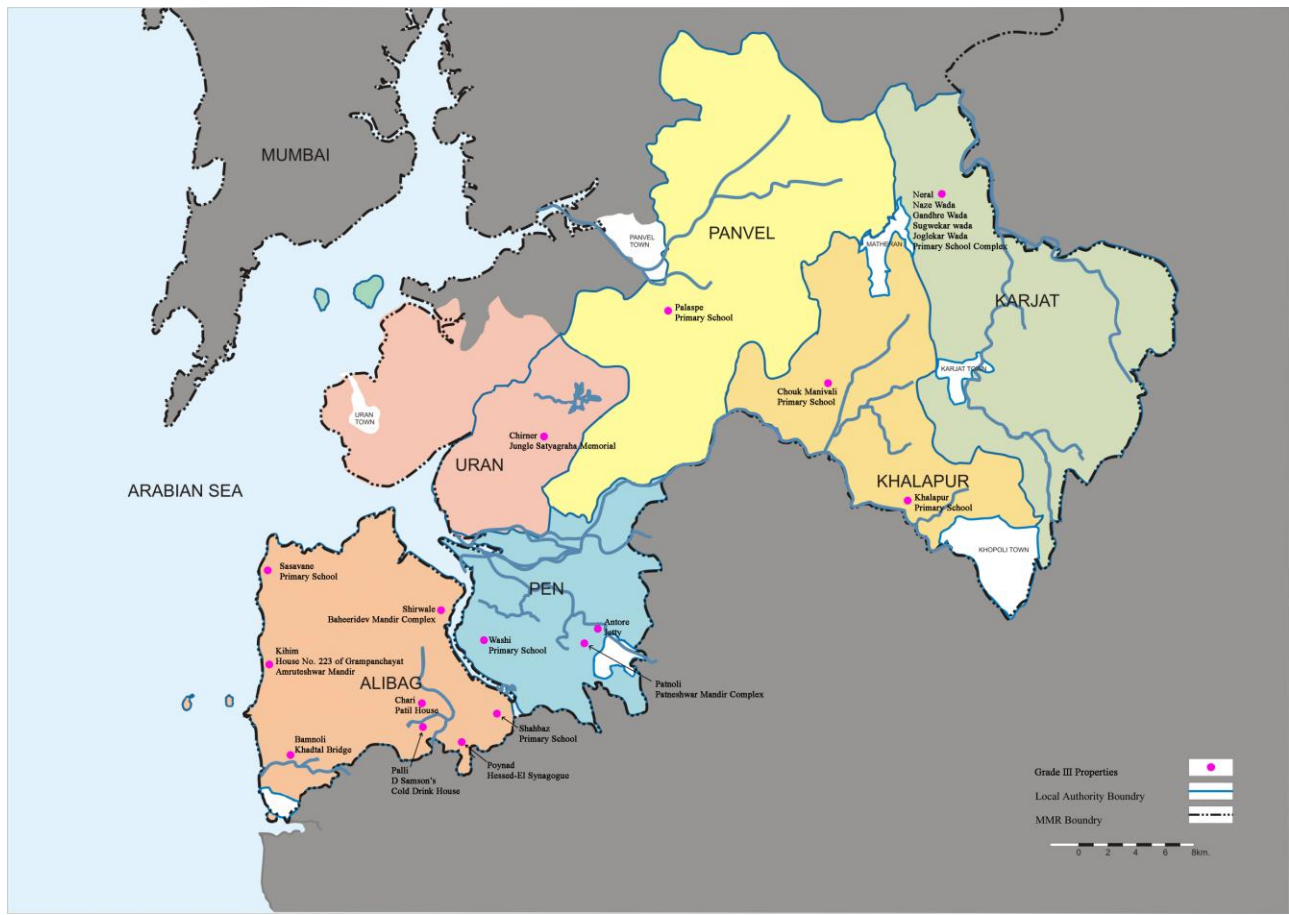 MUMBAI
PANVEL
TOWN
PANVEL
Neral
Naze Wada
Gandhre Wada
Sugwekar wada
Joglekar Wada
Primary School Complex
MATHERAN
KARJAT
Palaspe
Primary School
KARJAT TOWN
Chouk Manivali
Primary School
URAN
TOWN
Chirner
Jungle Satyagraha Memorial
URAN
ARABIAN SEA
KHALAPUR
Khalapur
Primary School
KHOPOLI TOWN
Sasavane
Primary School
PEN
Shirwale
Baheeridev Mandir Complex
Antore
Jetty
Washi
Primary School
Kihim
House No. 223 of Grampanchayat
Amruteshwar Mandir
ALIBAG
Patnoli
Patneshwar Mandir Complex
Chari
Patil House
Shahbaz
Primary School
Bamnoli
Khadtal Bridge
Poynad
Hessed-El Synagogue
Palli
D Samson's
Cold Drink House
Grade III Properties
Local Authority Boundry
MMR Boundry
0 2 4 6 8km.